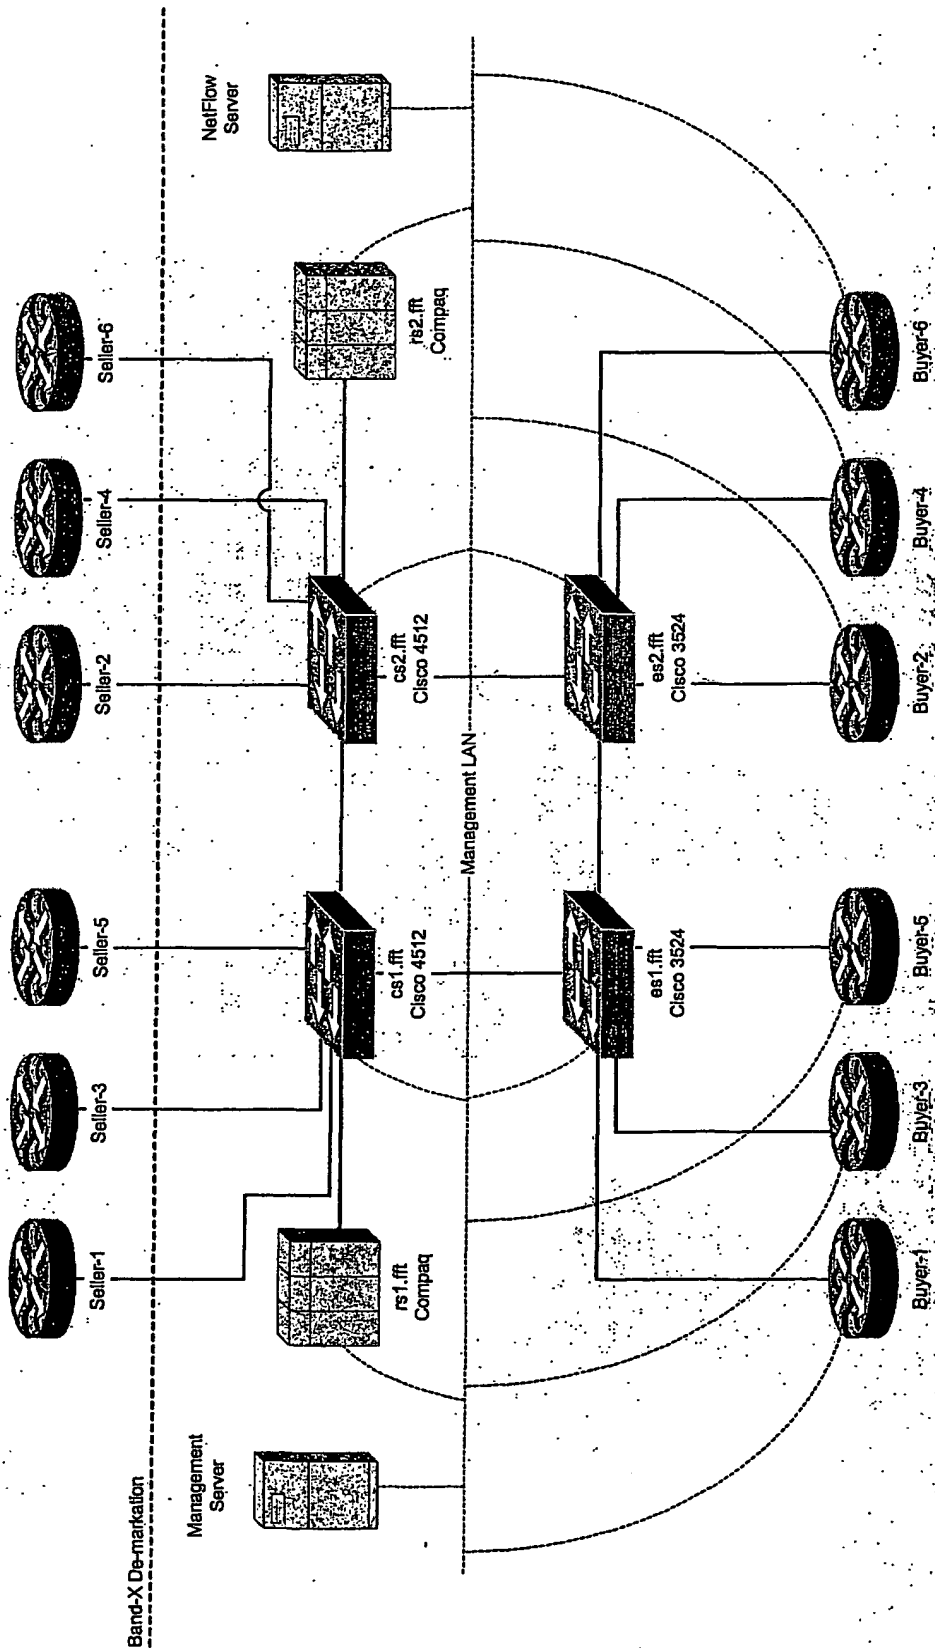 Band-X De-markation
Seller-1
Seller-3
Seller-5
Seller-2
Seller-4
Seller-6
Management
Server
NetFlow
Server
rs1.fft
Compaq
cs1.fft
Cisco 4512
cs2.fft
Cisco 4512
rs2.fft
Compaq
Management LAN
es1.fft
Cisco 3524
es2.fft
Cisco 3524
Buyer-1
Buyer-3
Buyer-5
Buyer-2
Buyer-4
Buyer-6